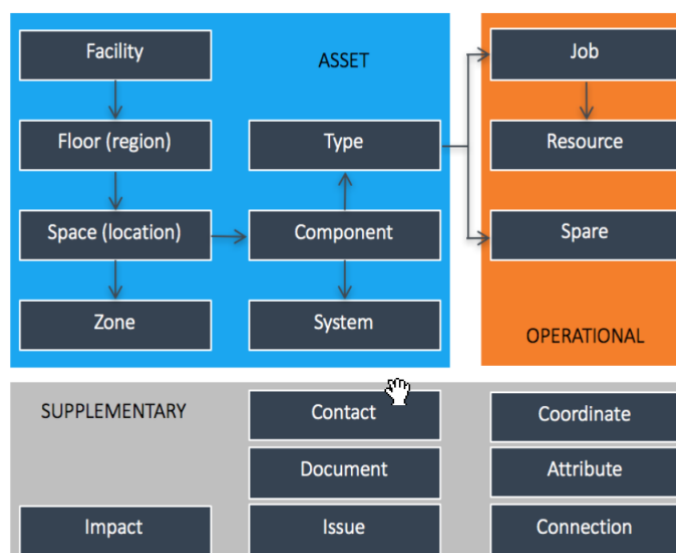 Facility
ASSET
Job
Floor (region)
Type
Resource
Space (location)
Component
Spare
Zone
System
OPERATIONAL
SUPPLEMENTARY
Contact
Coordinate
Document
Attribute
Impact
Issue
Connection